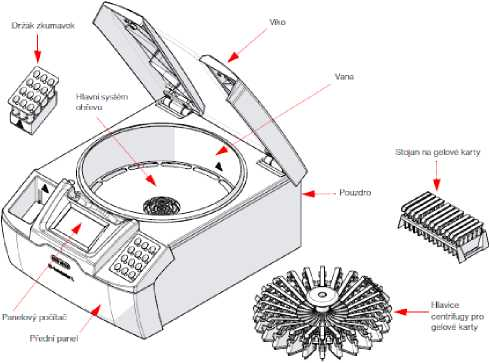 Držák zkumavok
Víko
Vana
Hlavní systém
ohřevu
Stojan na gelové karty
Pouzdro
Panelový počítač
Přední panel
Hlavice
centrifugy pro
gelové karty